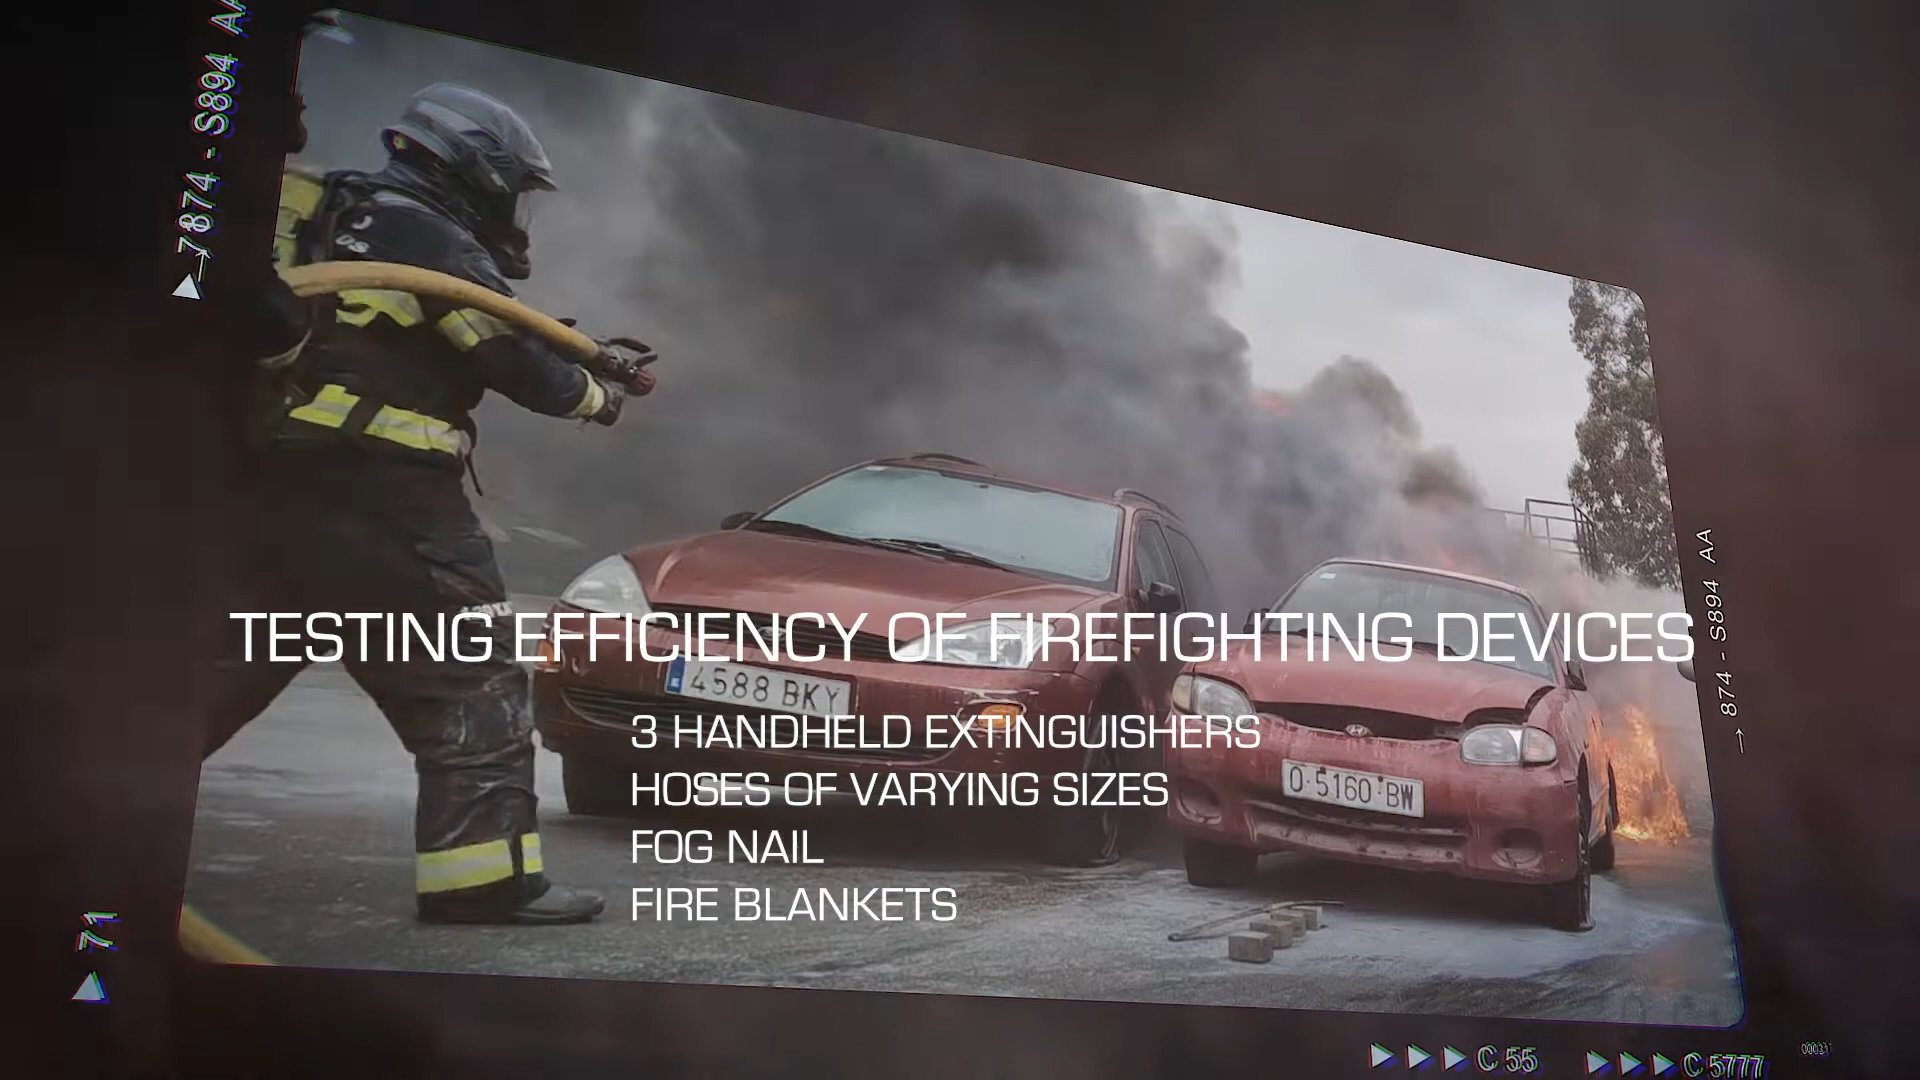 7874 - S894 AA
TESTING EFFICIENCY OF FIREFIGHTING DEVICES
3 HANDHELD EXTINGUISHERS
HOSES OF VARYING SIZES
FOG NAIL
FIRE BLANKETS
4588 BKY
O·5160·BW
→ 874 - S894 AA
71
C 55
C 5777